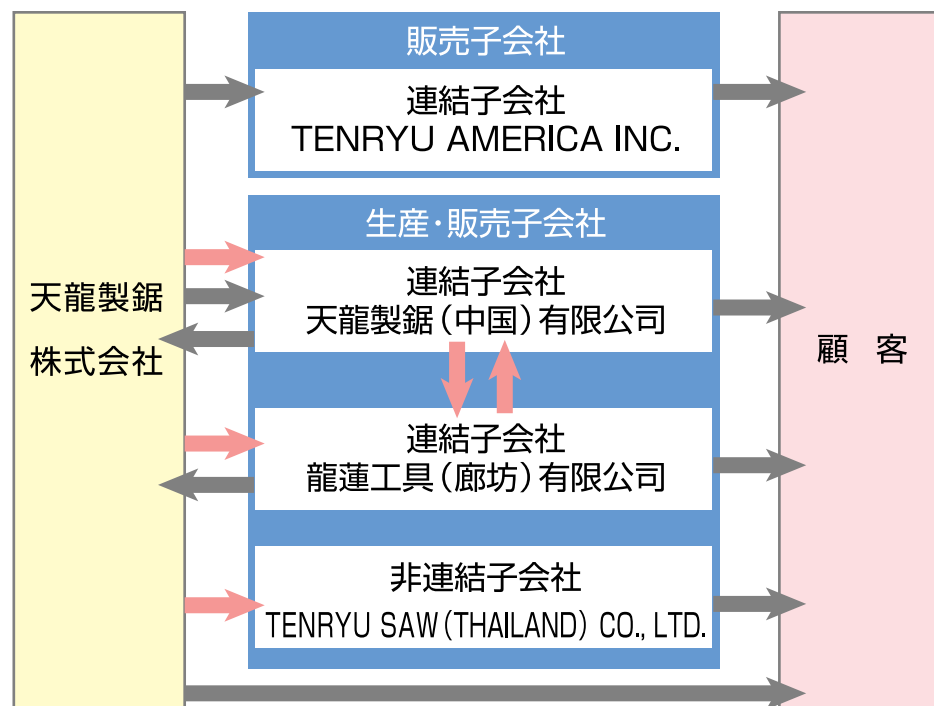 販売子会社
連結子会社
TENRYU AMERICA INC.
生産・販売子会社
連結子会社
天龍製鋸(中国)有限公司
連結子会社
龍蓮工具(廊坊)有限公司
非連結子会社
TENRYU SAW(THAILAND) CO., LTD.
天龍製鋸
株式会社
顧 客